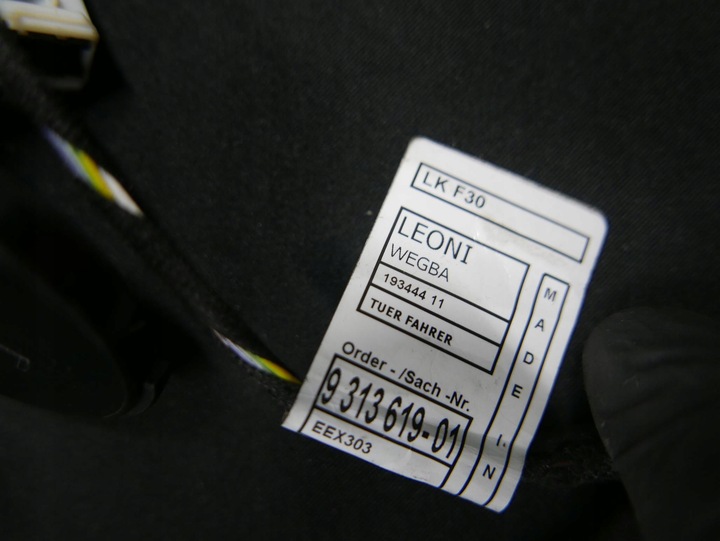 LK F30
LEONI
WEGBA
193444 11
TUER FAHRER
Order - /Sach -Nr.
9 313 619-01
EEX303
MADE IN